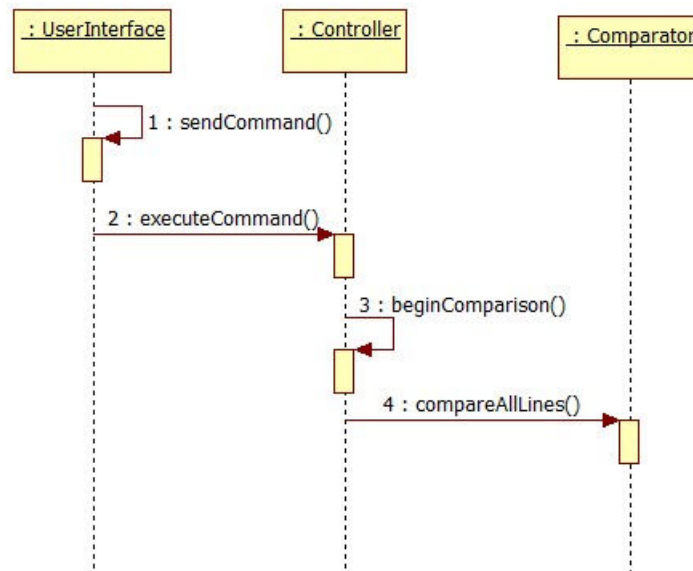 : UserInterface
: Controller
: Comparator
1 : sendCommand()
2 : executeCommand()
3 : beginComparison()
4 : compareAllLines()